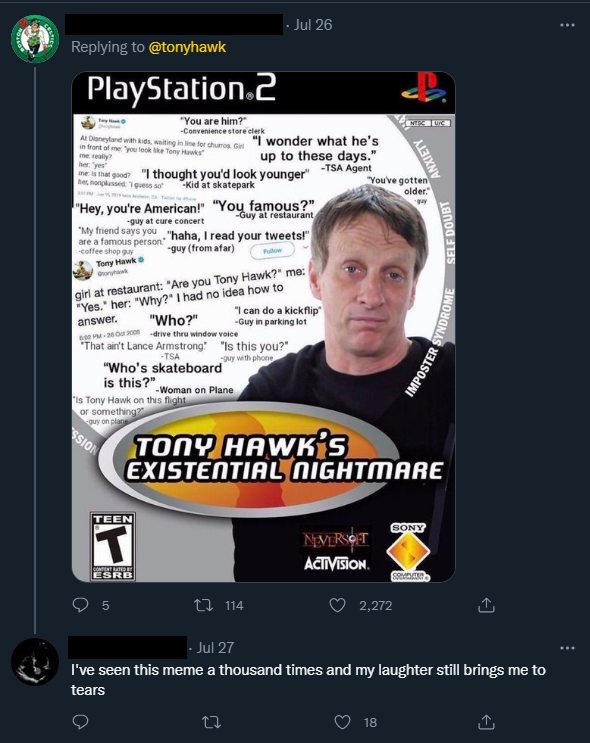 · Jul 26
Replying to @tonyhawk
PlayStation®2
NTSC U/C
Tony Hawk
"You are him?"
-Convenience store clerk
At Disneyland with kids, waiting in line for churros. Girl
in front of me: "you look like Tony Hawks"
me: really?
her: "yes"
me: is that good?
her, nonplussed: "I guess so"
"I wonder what he's
up to these days."
-TSA Agent
"I thought you'd look younger"
-Kid at skatepark
"You've gotten
older."
-guy
"Hey, you're American!"
-guy at cure concert
"You famous?"
-Guy at restaurant
"My friend says you
are a famous person."
-coffee shop guy
"haha, I read your tweets!"
-guy (from afar)
Follow
Tony Hawk
@tonyhawk
girl at restaurant: "Are you Tony Hawk?" me:
"Yes." her: "Why?" I had no idea how to
answer.
"Who?"
-drive thru window voice
"I can do a kickflip"
-Guy in parking lot
"That ain't Lance Armstrong."
-TSA
"Is this you?"
-guy with phone
"Who's skateboard
is this?"
-Woman on Plane
"Is Tony Hawk on this flight
or something?"
-guy on plane
ANXIETY
SELF DOUBT
IMPOSTER SYNDROME
TONY HAWK'S
EXISTENTIAL NIGHTMARE
TEEN
T
CONTENT RATED BY
ESRB
NEVERSOFT
ACTIVISION
SONY
COMPUTER
ENTERTAINMENT
5
114
2,272
· Jul 27
I've seen this meme a thousand times and my laughter still brings me to
tears
18